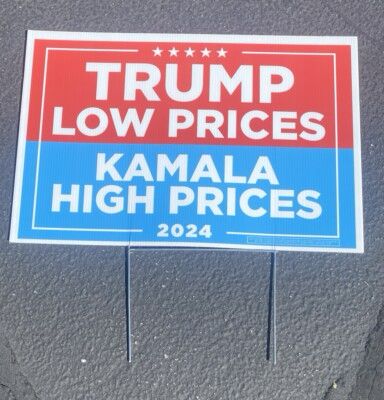 TRUMP
LOW PRICES
KAMALA
HIGH PRICES
2024